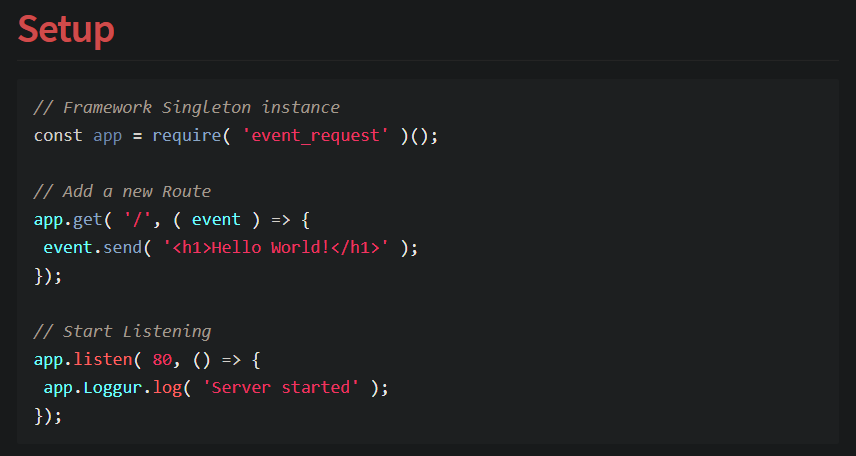 Setup
// Framework Singleton instance
const app = require( 'event_request' )();
// Add a new Route
app.get( '/', ( event ) => {
 event.send( '<h1>Hello World!</h1>' );
});
// Start Listening
app.listen( 80, () => {
 app.Loggur.log( 'Server started' );
});